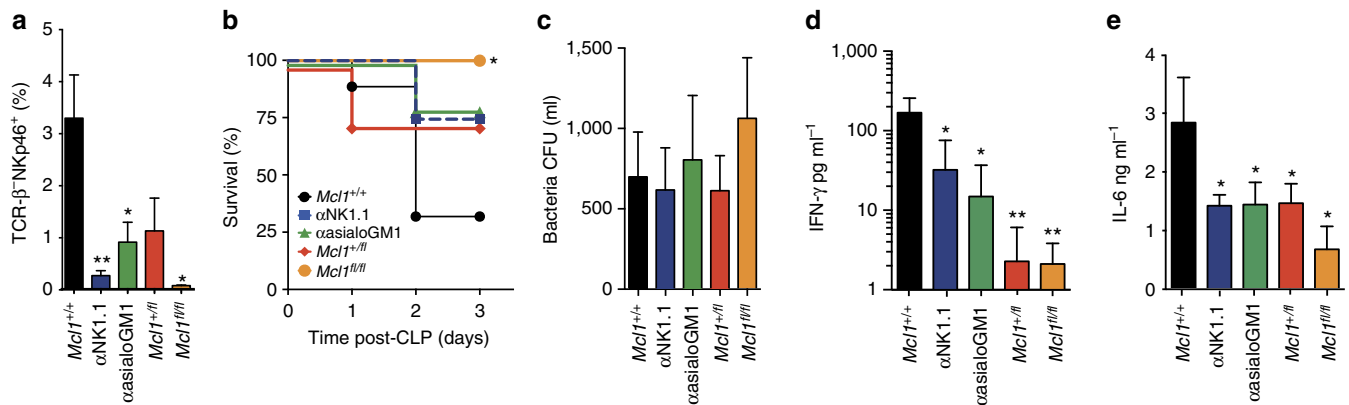 a
TCR-β⁻NKp46⁺ (%)
5
4
3
2
1
0
**
*
*
Mcl1+/+
αNK1.1
αasialoGM1
Mcl1+/fl
Mcl1fl/fl
b
Survival (%)
100
75
50
25
0
1
2
3
*
Mcl1+/+
αNK1.1
αasialoGM1
Mcl1+/fl
Mcl1fl/fl
Time post-CLP (days)
c
Bacteria CFU (ml)
1,500
1,000
500
0
Mcl1+/+
αNK1.1
αasialoGM1
Mcl1+/fl
Mcl1fl/fl
d
IFN-γ pg ml⁻¹
1,000
100
10
1
*
*
**
**
Mcl1+/+
αNK1.1
αasialoGM1
Mcl1+/fl
Mcl1fl/fl
e
IL-6 ng ml⁻¹
4
3
2
1
0
*
*
*
*
Mcl1+/+
αNK1.1
αasialoGM1
Mcl1+/fl
Mcl1fl/fl